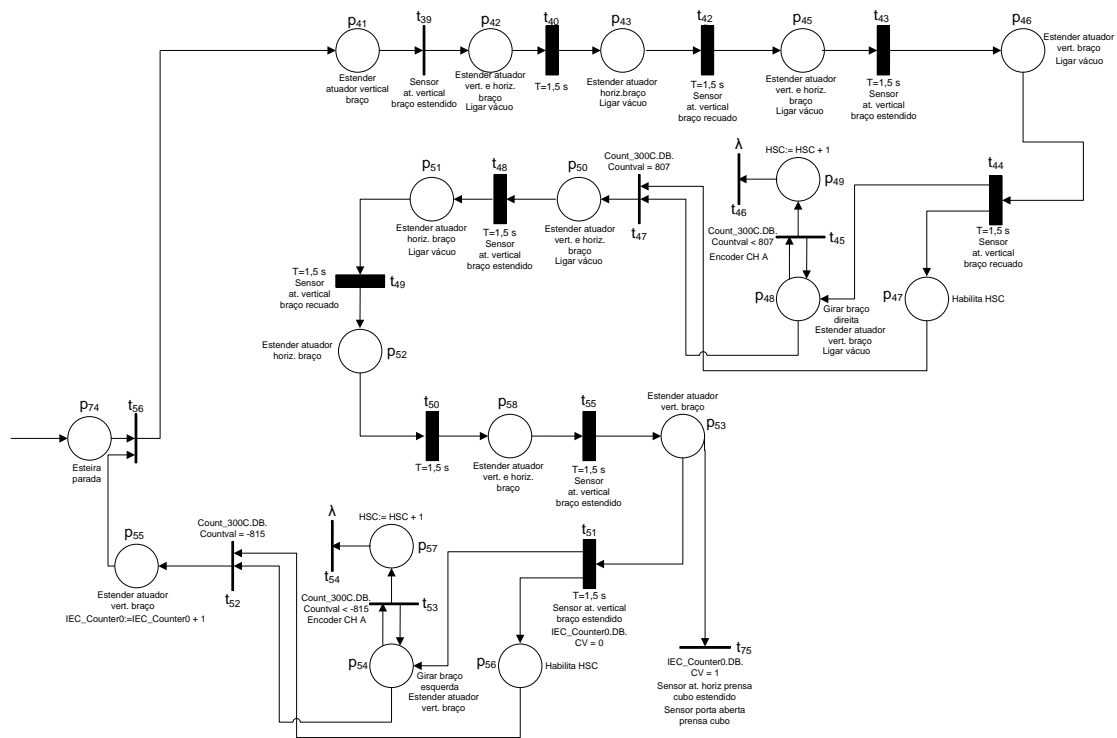 p41
t39
p42
t40
p43
t42
p45
t43
p46
Estender
atuador vertical
braço
Sensor
at. vertical
braço estendido
Estender atuador
vert. e horiz.
braço
Ligar vácuo
T=1,5 s
Estender atuador
horiz.braço
Ligar vácuo
T=1,5 s
Sensor
at. vertical
braço recuado
Estender atuador
vert. e horiz.
braço
Ligar vácuo
T=1,5 s
Sensor
at. vertical
braço estendido
Estender atuador
vert. braço
Ligar vácuo
p51
t48
p50
Count_300C.DB.
Countval = 807
t47
λ
t46
HSC:= HSC + 1
p49
t44
Estender atuador
horiz. braço
Ligar vácuo
T=1,5 s
Sensor
at. vertical
braço estendido
Estender atuador
vert. e horiz.
braço
Ligar vácuo
Count_300C.DB.
Countval < 807
Encoder CH A
t45
T=1,5 s
Sensor
at. vertical
braço recuado
T=1,5 s
Sensor
at. vertical
braço recuado
t49
p48
Girar braço
direita
Estender atuador
vert. braço
Ligar vácuo
p47
Habilita HSC
Estender atuador
horiz. braço
p52
p74
t56
Esteira
parada
t50
T=1,5 s
p58
Estender atuador
vert. e horiz.
braço
t55
T=1,5 s
Sensor
at. vertical
braço estendido
Estender atuador
vert. braço
p53
p55
Estender atuador
vert. braço
IEC_Counter0:=IEC_Counter0 + 1
Count_300C.DB.
Countval = -815
t52
λ
t54
HSC:= HSC + 1
p57
Count_300C.DB.
Countval < -815
Encoder CH A
t53
t51
T=1,5 s
Sensor at. vertical
braço estendido
IEC_Counter0.DB.
CV = 0
p54
Girar braço
esquerda
Estender atuador
vert. braço
p56
Habilita HSC
t75
IEC_Counter0.DB.
CV = 1
Sensor at. horiz prensa
cubo estendido
Sensor porta aberta
prensa cubo